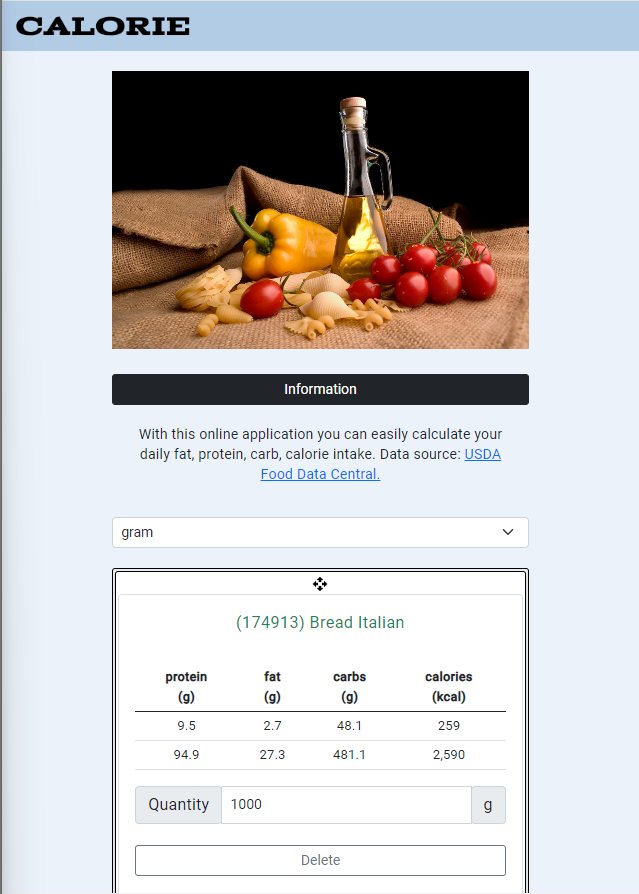 CALORIE
Information
With this online application you can easily calculate your
daily fat, protein, carb, calorie intake. Data source: USDA
Food Data Central.
gram
(174913) Bread Italian
protein (g) fat (g) carbs (g) calories (kcal)
9.5 2.7 48.1 259
94.9 27.3 481.1 2,590
Quantity 1000 g
Delete